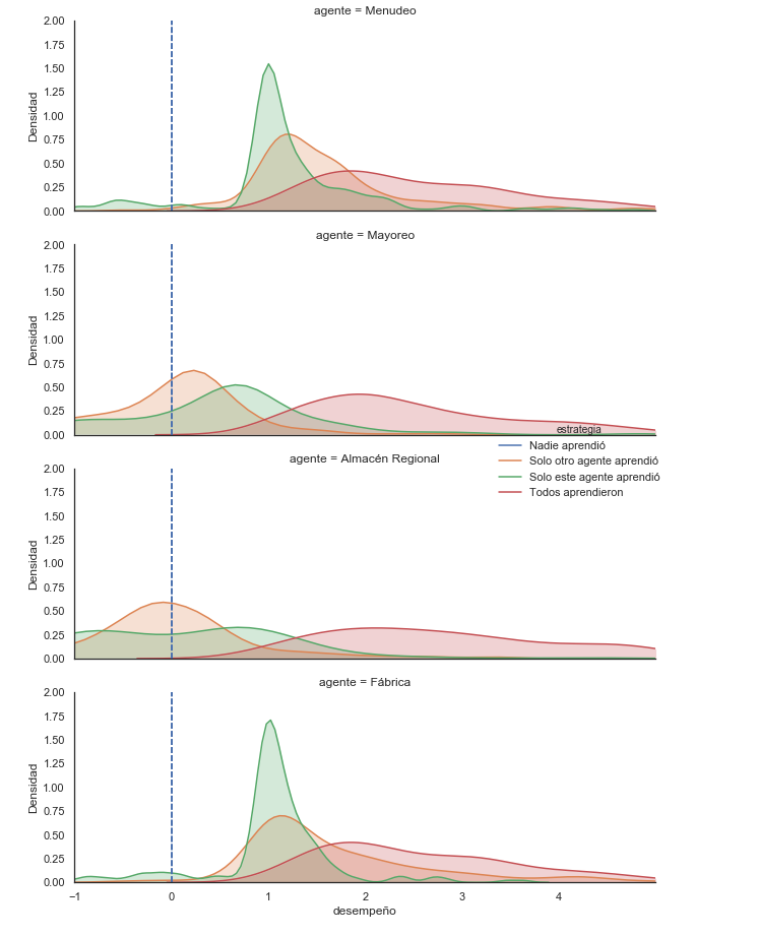 agente = Menudeo
2.00
1.75
1.50
1.25
1.00
0.75
0.50
0.25
0.00
Densidad
agente = Mayoreo
2.00
1.75
1.50
1.25
1.00
0.75
0.50
0.25
0.00
Densidad
estrategia
Nadie aprendió
Solo otro agente aprendió
Solo este agente aprendió
Todos aprendieron
agente = Almacén Regional
2.00
1.75
1.50
1.25
1.00
0.75
0.50
0.25
0.00
Densidad
agente = Fábrica
2.00
1.75
1.50
1.25
1.00
0.75
0.50
0.25
0.00
Densidad
−1 0 1 2 3 4
desempeño